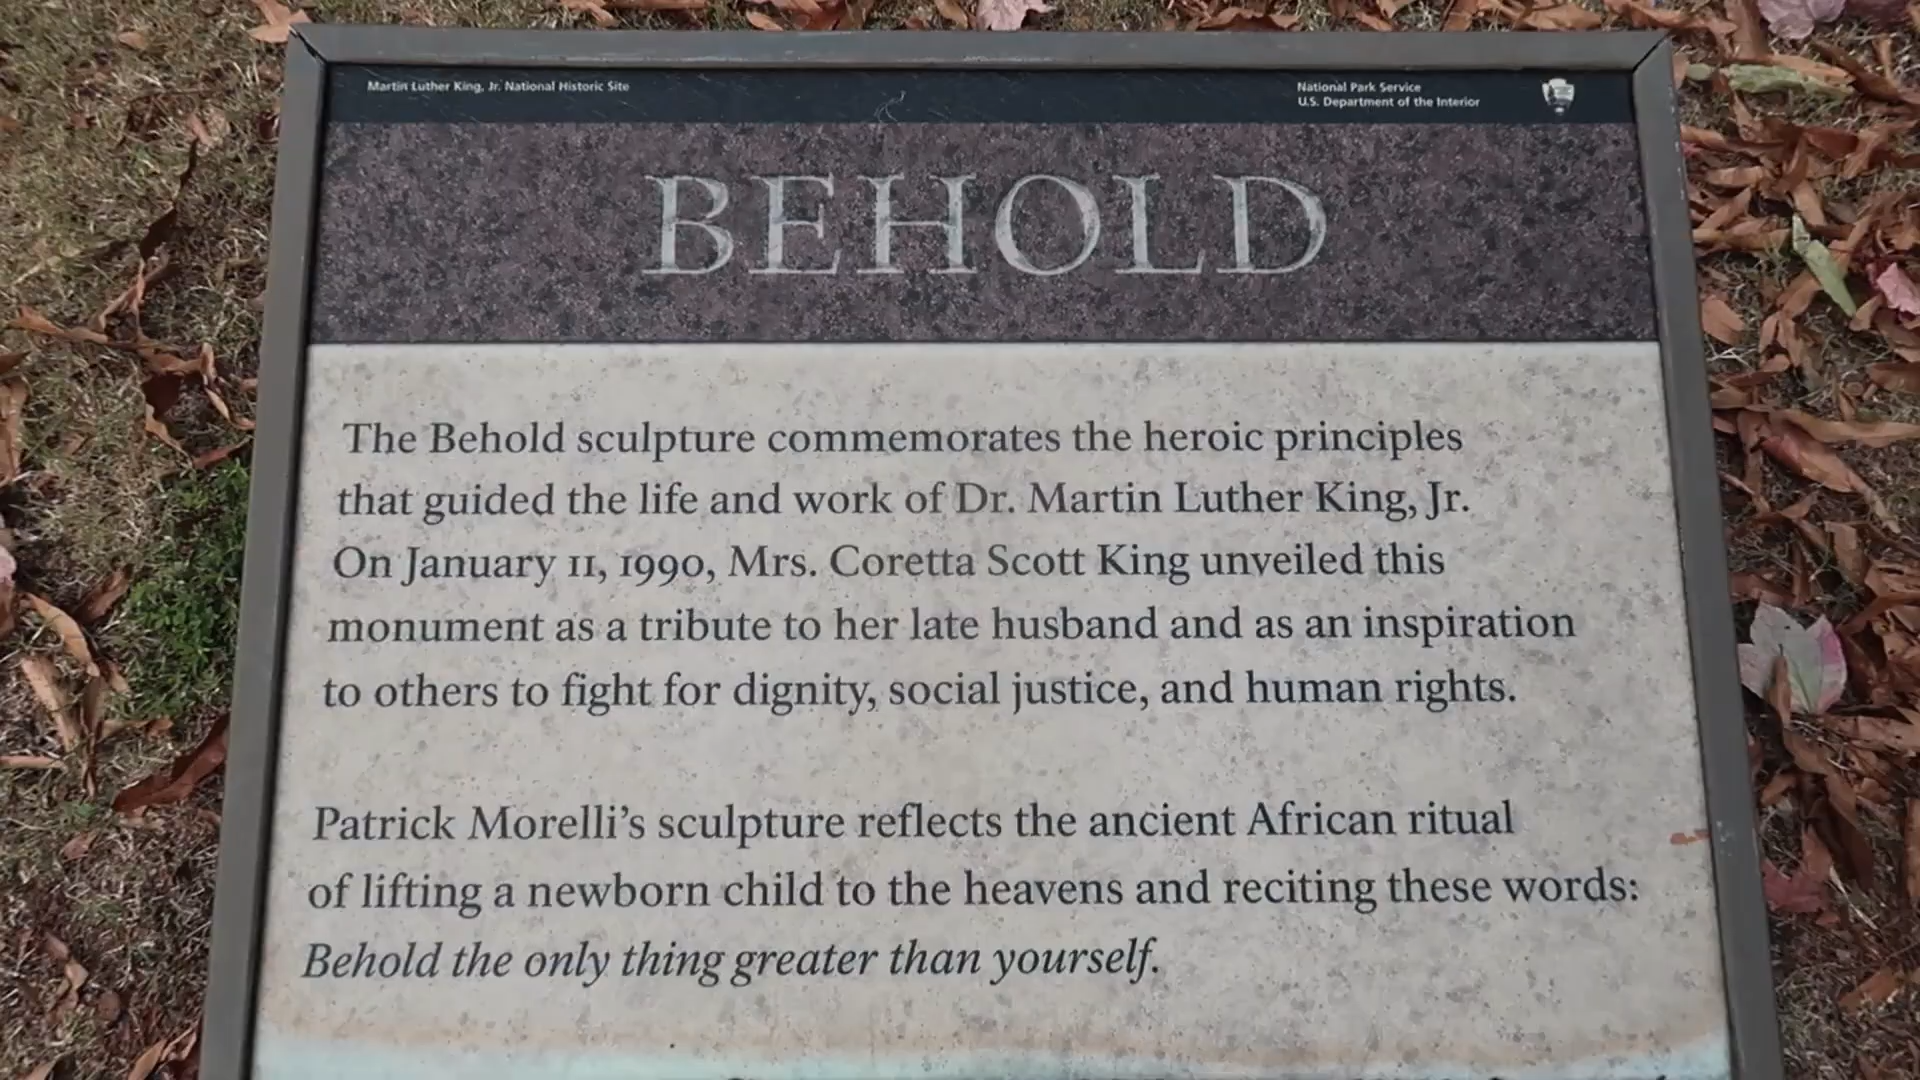 Martin Luther King, Jr. National Historic Site
National Park Service
U.S. Department of the Interior
BEHOLD
The Behold sculpture commemorates the heroic principles
that guided the life and work of Dr. Martin Luther King, Jr.
On January 11, 1990, Mrs. Coretta Scott King unveiled this
monument as a tribute to her late husband and as an inspiration
to others to fight for dignity, social justice, and human rights.
Patrick Morelli's sculpture reflects the ancient African ritual
of lifting a newborn child to the heavens and reciting these words:
Behold the only thing greater than yourself.